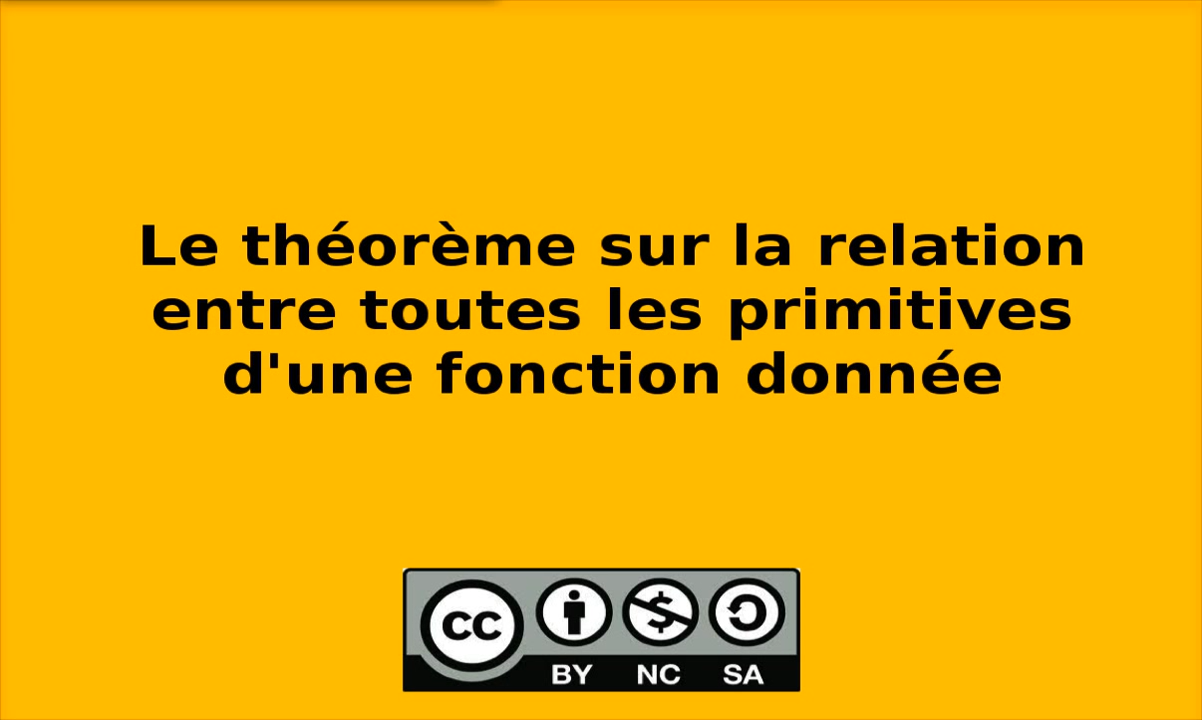 Le théorème sur la relation
entre toutes les primitives
d'une fonction donnée
CC
BY NC SA